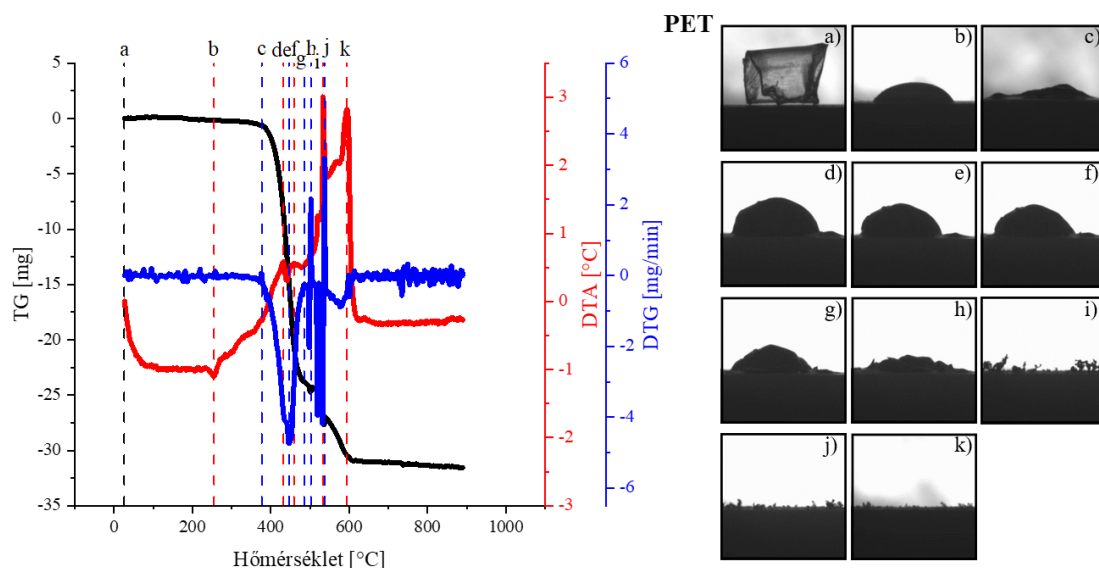 PET
a b c d e f g h i j k
5
0
-5
-10
-15
-20
-25
-30
-35
TG [mg]
0 200 400 600 800 1000
Hőmérséklet [°C]
3
2
1
0
-1
-2
-3
DTA [°C]
6
4
2
0
-2
-4
-6
DTG [mg/min]
a) b) c)
d) e) f)
g) h) i)
j) k)